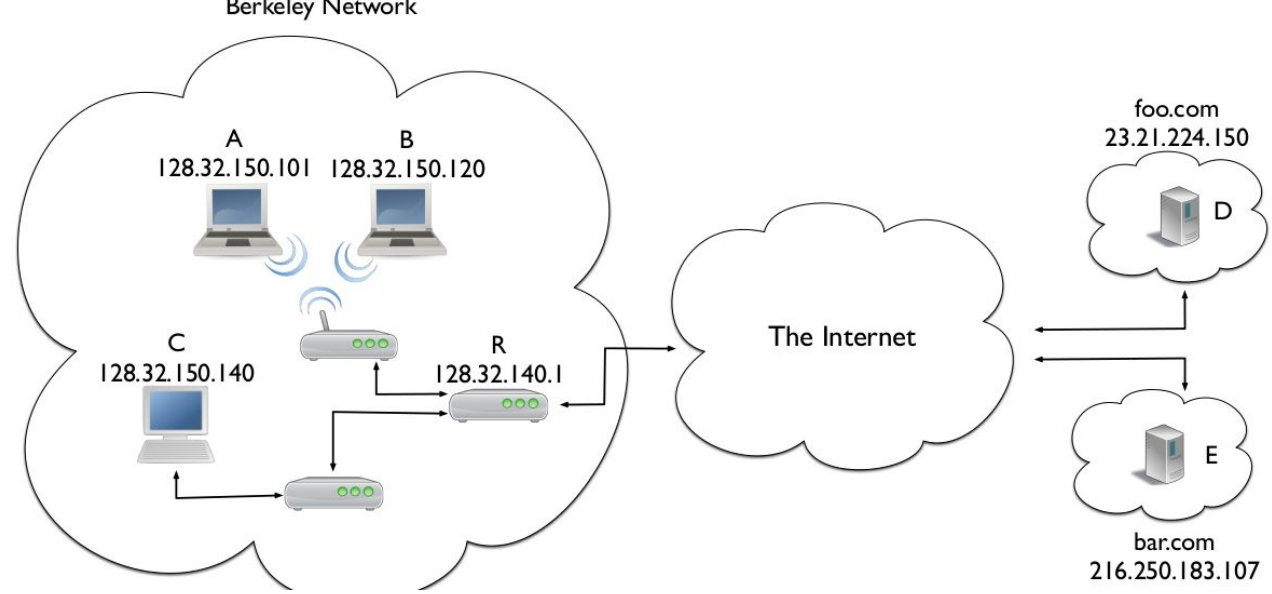 Berkeley Network
A
128.32.150.101
B
128.32.150.120
C
128.32.150.140
R
128.32.140.1
The Internet
foo.com
23.21.224.150
D
E
bar.com
216.250.183.107